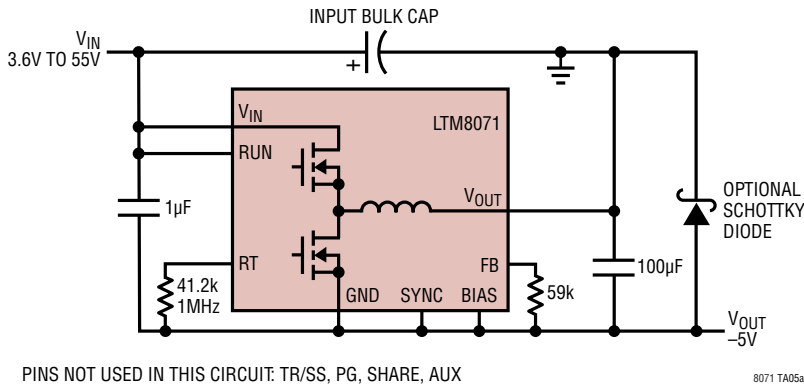 INPUT BULK CAP
VIN
3.6V TO 55V
+
VIN
LTM8071
RUN
VOUT
OPTIONAL
SCHOTTKY
DIODE
1µF
RT
FB
100µF
41.2k
1MHz
59k
GND SYNC BIAS
VOUT
–5V
PINS NOT USED IN THIS CIRCUIT: TR/SS, PG, SHARE, AUX
8071 TA05a